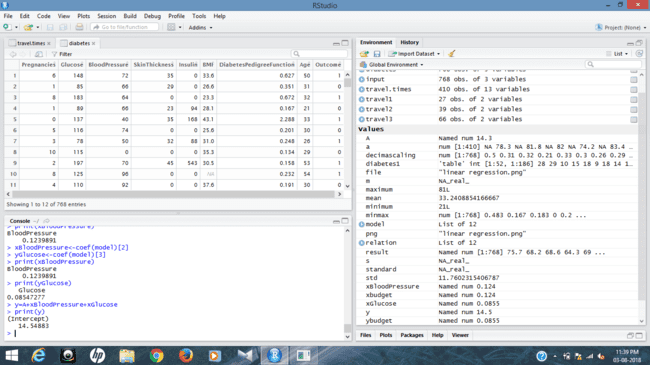 RStudio
File Edit Code View Plots Session Build Debug Profile Tools Help
Go to file/function
Addins
Project: (None)
travel.times
diabetes
Filter
Pregnancies Glucose BloodPressure SkinThickness Insulin BMI DiabetesPedigreeFunction Age Outcome
1 6 148 72 35 0 33.6 0.627 50 1
2 1 85 66 29 0 26.6 0.351 31 0
3 8 183 64 0 0 23.3 0.672 32 1
4 1 89 66 23 94 28.1 0.167 21 0
5 0 137 40 35 168 43.1 2.288 33 1
6 5 116 74 0 0 25.6 0.201 30 0
7 3 78 50 32 88 31.0 0.248 26 1
8 10 115 0 0 0 35.3 0.134 29 0
9 2 197 70 45 543 30.5 0.158 53 1
10 8 125 96 0 0 NA 0.232 54 1
11 4 110 92 0 0 37.6 0.191 30 0
Showing 1 to 12 of 768 entries
Console ~/
> print(xBloodPressure)
BloodPressure
0.1239891
> xBloodPressure<-coef(model)[2]
> yGlucose<-coef(model)[3]
> print(xBloodPressure)
BloodPressure
0.1239891
> print(yGlucose)
Glucose
0.08547277
> y=A+xBloodPressure+xGlucose
> print(y)
(Intercept)
14.54883
>
Environment History
Import Dataset
List
Global Environment
input 768 obs. of 3 variables
travel.times 410 obs. of 13 variables
travel1 27 obs. of 2 variables
travel2 39 obs. of 2 variables
travel3 66 obs. of 2 variables
values
A Named num 14.3
a num [1:410] NA 78.3 NA 81.8 NA 82 NA 74.2 NA 83.4 …
decimascaling num [1:768] 0.5 0.31 0.32 0.21 0.33 0.3 0.26 0.29 …
diabetes1 'table' int [1:52, 1:186] 28 29 10 15 18 9 18 14 1…
file "linear regression.png"
m NA_real_
maximum 81L
mean 33.2408854166667
minimum 21L
minmax num [1:768] 0.483 0.167 0.183 0 0.2 ...
model List of 12
png "linear regression.png"
relation List of 12
result Named num [1:768] 75.7 68.2 68.6 64.3 69 ...
s NA_real_
standard NA_real_
std 11.7602315406787
xBloodPressure Named num 0.124
xbudget Named num 0.124
xGlucose Named num 0.0855
y Named num 14.5
ybudget Named num 0.0855
Files Plots Packages Help Viewer
11:39 PM
03-08-2018